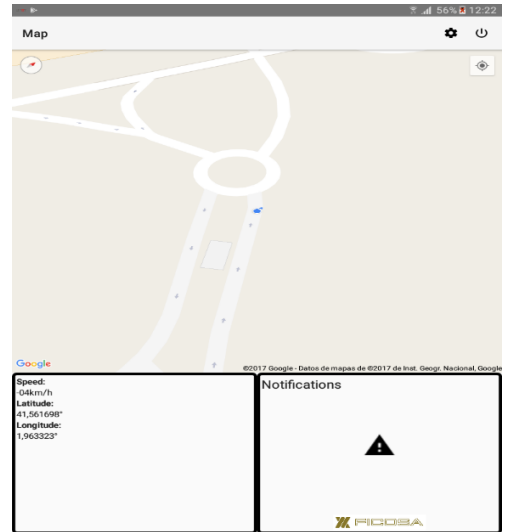 56% 12:22
Map
Google
©2017 Google - Datos de mapas de ©2017 de Inst. Geogr. Nacional, Google
Speed:
-04km/h
Latitude:
41,561698°
Longitude:
1,963323°
Notifications
FICOSA